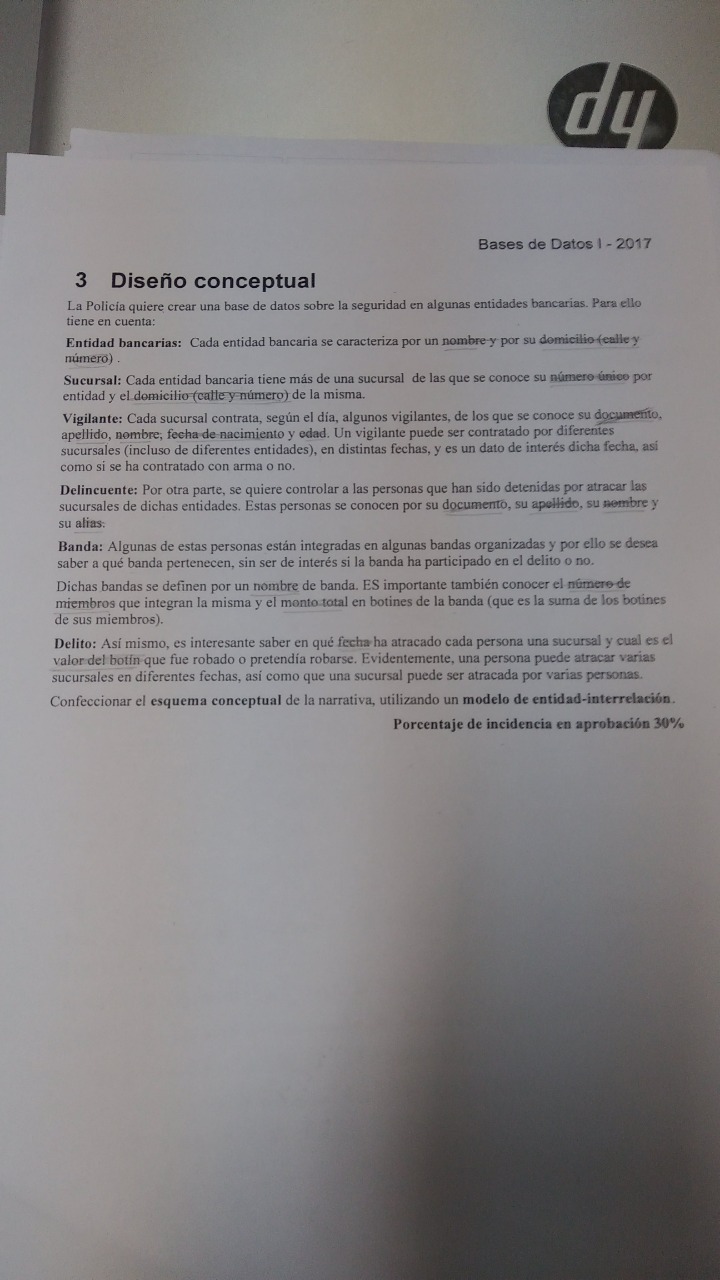 hp
Bases de Datos I - 2017
3 Diseño conceptual
La Policía quiere crear una base de datos sobre la seguridad en algunas entidades bancarias. Para ello
tiene en cuenta:
Entidad bancarias: Cada entidad bancaria se caracteriza por un nombre y por su domicilio (calle y
número) .
Sucursal: Cada entidad bancaria tiene más de una sucursal de las que se conoce su número único por
entidad y el domicilio (calle y número) de la misma.
Vigilante: Cada sucursal contrata, según el día, algunos vigilantes, de los que se conoce su documento,
apellido, nombre, fecha de nacimiento y edad. Un vigilante puede ser contratado por diferentes
sucursales (incluso de diferentes entidades), en distintas fechas, y es un dato de interés dicha fecha, así
como si se ha contratado con arma o no.
Delincuente: Por otra parte, se quiere controlar a las personas que han sido detenidas por atracar las
sucursales de dichas entidades. Estas personas se conocen por su documento, su apellido, su nombre y
su alias.
Banda: Algunas de estas personas están integradas en algunas bandas organizadas y por ello se desea
saber a qué banda pertenecen, sin ser de interés si la banda ha participado en el delito o no.
Dichas bandas se definen por un nombre de banda. ES importante también conocer el número de
miembros que integran la misma y el monto total en botines de la banda (que es la suma de los botines
de sus miembros).
Delito: Así mismo, es interesante saber en qué fecha ha atracado cada persona una sucursal y cual es el
valor del botín que fue robado o pretendía robarse. Evidentemente, una persona puede atracar varias
sucursales en diferentes fechas, así como que una sucursal puede ser atracada por varias personas.
Confeccionar el esquema conceptual de la narrativa, utilizando un modelo de entidad-interrelación.
Porcentaje de incidencia en aprobación 30%